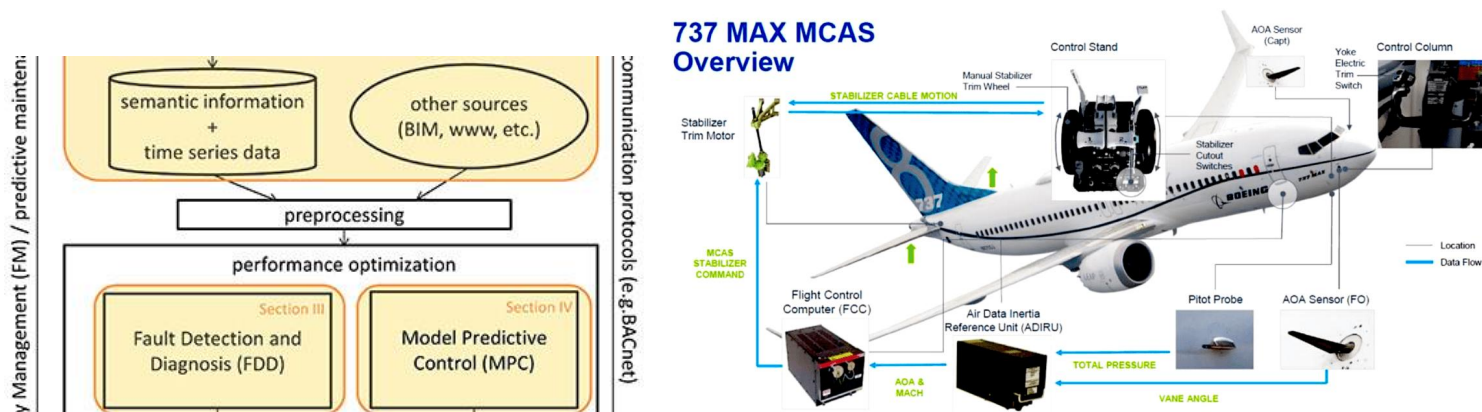 y Management (FM) / predictive maintena
semantic information
+
time series data
other sources
(BIM, www, etc.)
preprocessing
performance optimization
Section III
Fault Detection and
Diagnosis (FDD)
Section IV
Model Predictive
Control (MPC)
communication protocols (e.g.BACnet)
737 MAX MCAS
Overview
Control Stand
AOA Sensor
(Capt)
Yoke
Electric
Trim
Switch
Control Column
Manual Stabilizer
Trim Wheel
STABILIZER CABLE MOTION
Stabilizer
Trim Motor
Stabilizer
Cutout
Switches
737
BOEING
737 MAX
MCAS
STABILIZER
COMMAND
Location
Data Flow
Flight Control
Computer (FCC)
Air Data Inertia
Reference Unit (ADIRU)
Pitot Probe
AOA Sensor (FO)
TOTAL PRESSURE
AOA &
MACH
VANE ANGLE